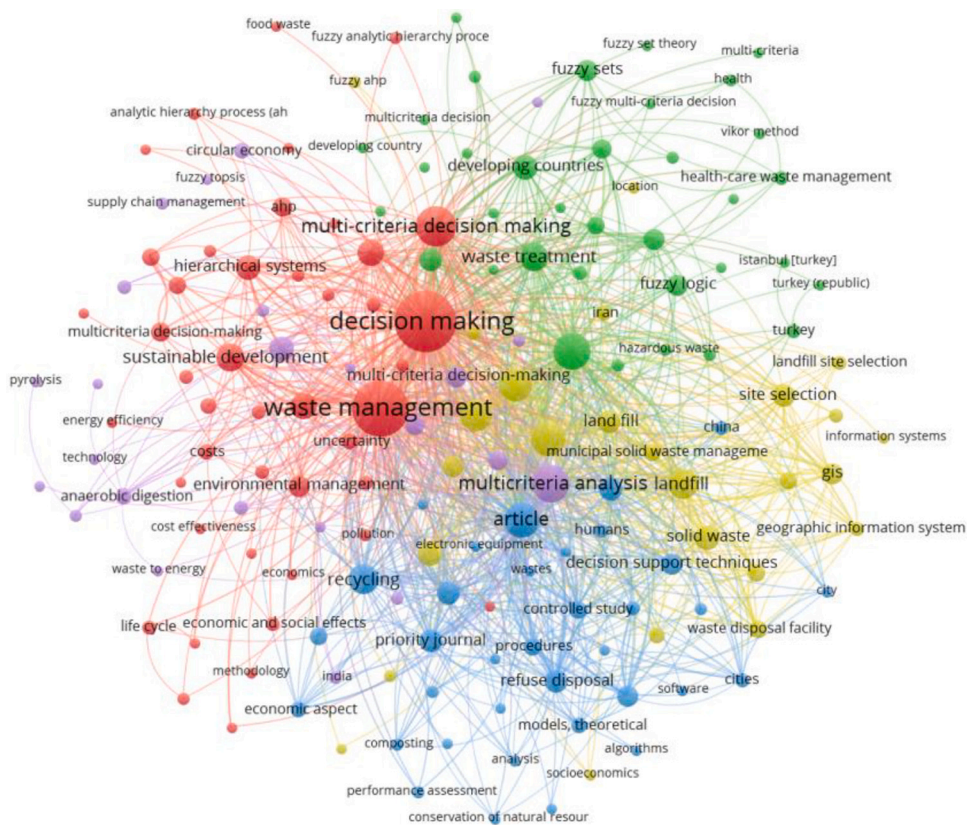 food waste
fuzzy analytic hierarchy proce
fuzzy set theory
multi-criteria
fuzzy sets
fuzzy ahp
health
fuzzy multi-criteria decision
analytic hierarchy process (ah
multicriteria decision
vikor method
circular economy
developing country
developing countries
fuzzy topsis
health-care waste management
location
supply chain management
ahp
multi-criteria decision making
waste treatment
istanbul [turkey]
hierarchical systems
fuzzy logic
turkey (republic)
iran
decision making
multicriteria decision-making
turkey
hazardous waste
sustainable development
landfill site selection
multi-criteria decision-making
pyrolysis
site selection
waste management
energy efficiency
land fill
china
information systems
uncertainty
costs
municipal solid waste manageme
technology
gis
environmental management
multicriteria analysis
landfill
anaerobic digestion
article
cost effectiveness
pollution
humans
solid waste
geographic information system
electronic equipment
waste to energy
economics
recycling
wastes
decision support techniques
city
controlled study
life cycle
economic and social effects
waste disposal facility
priority journal
procedures
methodology
india
refuse disposal
software
cities
economic aspect
models, theoretical
composting
algorithms
analysis
socioeconomics
performance assessment
conservation of natural resour